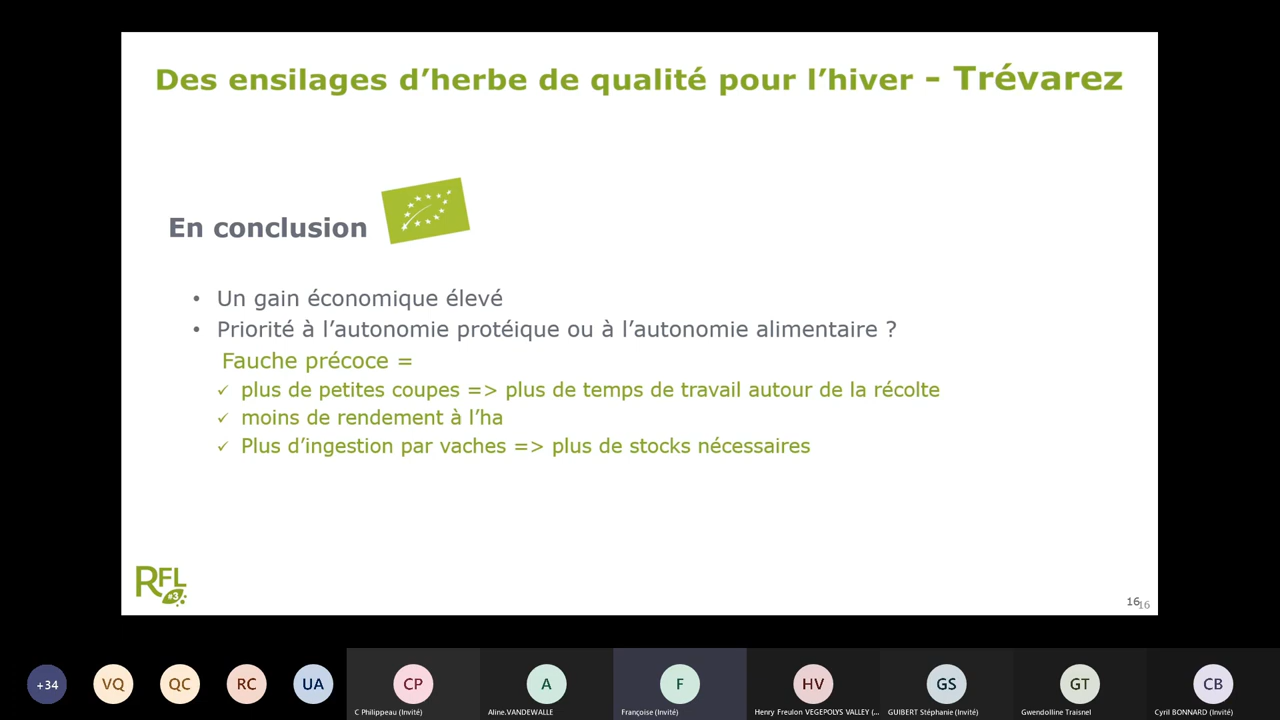 Des ensilages d’herbe de qualité pour l’hiver – Trévarez
En conclusion
• Un gain économique élevé
• Priorité à l’autonomie protéique ou à l’autonomie alimentaire ?
Fauche précoce =
✓ plus de petites coupes => plus de temps de travail autour de la récolte
✓ moins de rendement à l’ha
✓ Plus d’ingestion par vaches => plus de stocks nécessaires
RFL
#3
16
16
+34
VQ
QC
RC
UA
CP
A
F
HV
GS
GT
CB
C Philippeau (Invité)
Aline.VANDEWALLE
Françoise (Invité)
Henry Freulon VEGEPOLYS VALLEY (...
GUIBERT Stéphanie (Invité)
Gwendolline Traisnel
Cyril BONNARD (Invité)